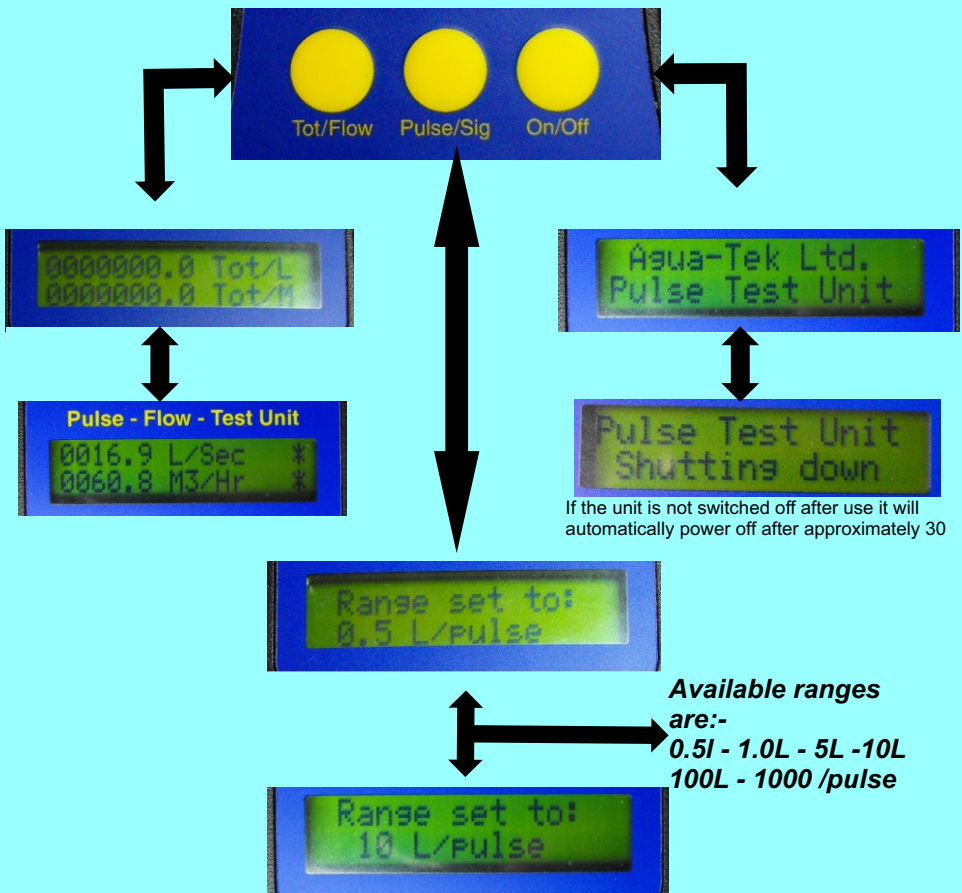 Tot/Flow Pulse/Sig On/Off
0000000.0 Tot/L
0000000.0 Tot/M
Pulse - Flow - Test Unit
0016.9 L/Sec *
0060.8 M3/Hr *
Agua-Tek Ltd.
Pulse Test Unit
Pulse Test Unit
Shutting down
If the unit is not switched off after use it will
automatically power off after approximately 30
Range set to:
0.5 L/pulse
Available ranges
are:-
0.5l - 1.0L - 5L -10L
100L - 1000 /pulse
Range set to:
10 L/pulse